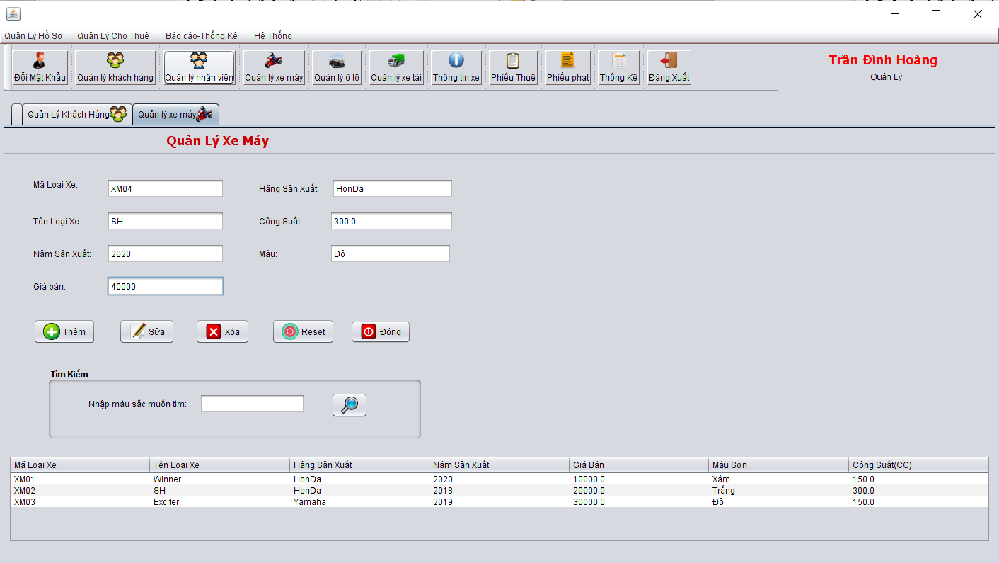 Quản Lý Hồ Sơ Quản Lý Cho Thuê Báo cáo-Thống Kê Hệ Thống
Đổi Mật Khẩu Quản lý khách hàng Quản lý nhân viên Quản lý xe máy Quản lý ô tô Quản lý xe tải Thông tin xe Phiếu Thuê Phiếu phạt Thống Kê Đăng Xuất
Trần Đình Hoàng
Quản Lý
Quản Lý Khách Hàng Quản lý xe máy
Quản Lý Xe Máy
Mã Loại Xe: XM04 Hãng Sản Xuất: HonDa
Tên Loại Xe: SH Công Suất: 300.0
Năm Sản Xuất: 2020 Màu: Đỏ
Giá bán: 40000
Thêm Sửa Xóa Reset Đóng
Tìm Kiếm
Nhập màu sắc muốn tìm:
Mã Loại Xe Tên Loại Xe Hãng Sản Xuất Năm Sản Xuất Giá Bán Màu Sơn Công Suất(CC)
XM01 Winner HonDa 2020 10000.0 Xám 150.0
XM02 SH HonDa 2018 20000.0 Trắng 300.0
XM03 Exciter Yamaha 2019 30000.0 Đỏ 150.0